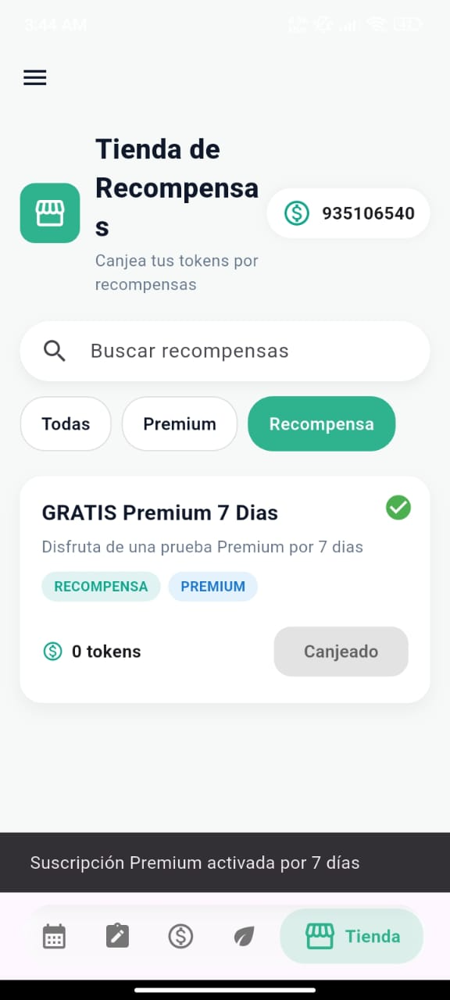 3:44 AM
Tienda de
Recompensa
s
935106540
Canjea tus tokens por
recompensas
Buscar recompensas
Todas
Premium
Recompensa
GRATIS Premium 7 Dias
Disfruta de una prueba Premium por 7 dias
RECOMPENSA
PREMIUM
0 tokens
Canjeado
Suscripción Premium activada por 7 días
Tienda